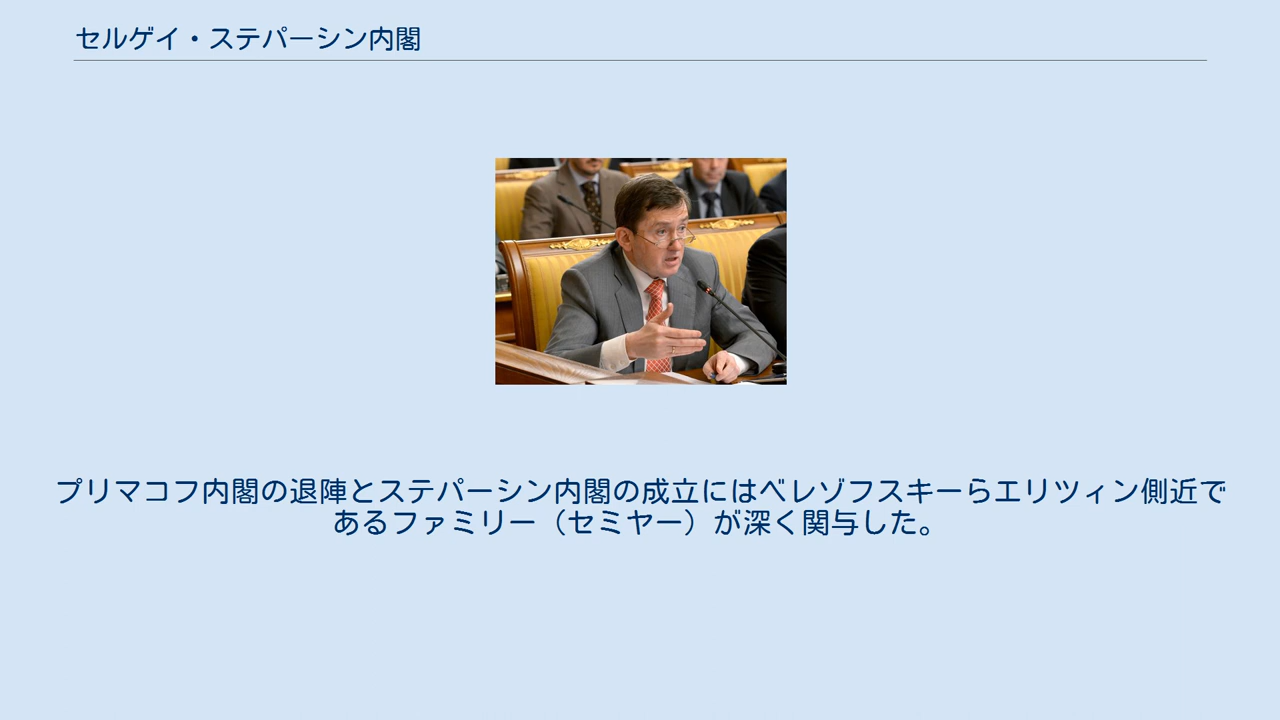 セルゲイ・ステパーシン内閣
プリマコフ内閣の退陣とステパーシン内閣の成立にはベレゾフスキーらエリツィン側近で
あるファミリー（セミヤー）が深く関与した。